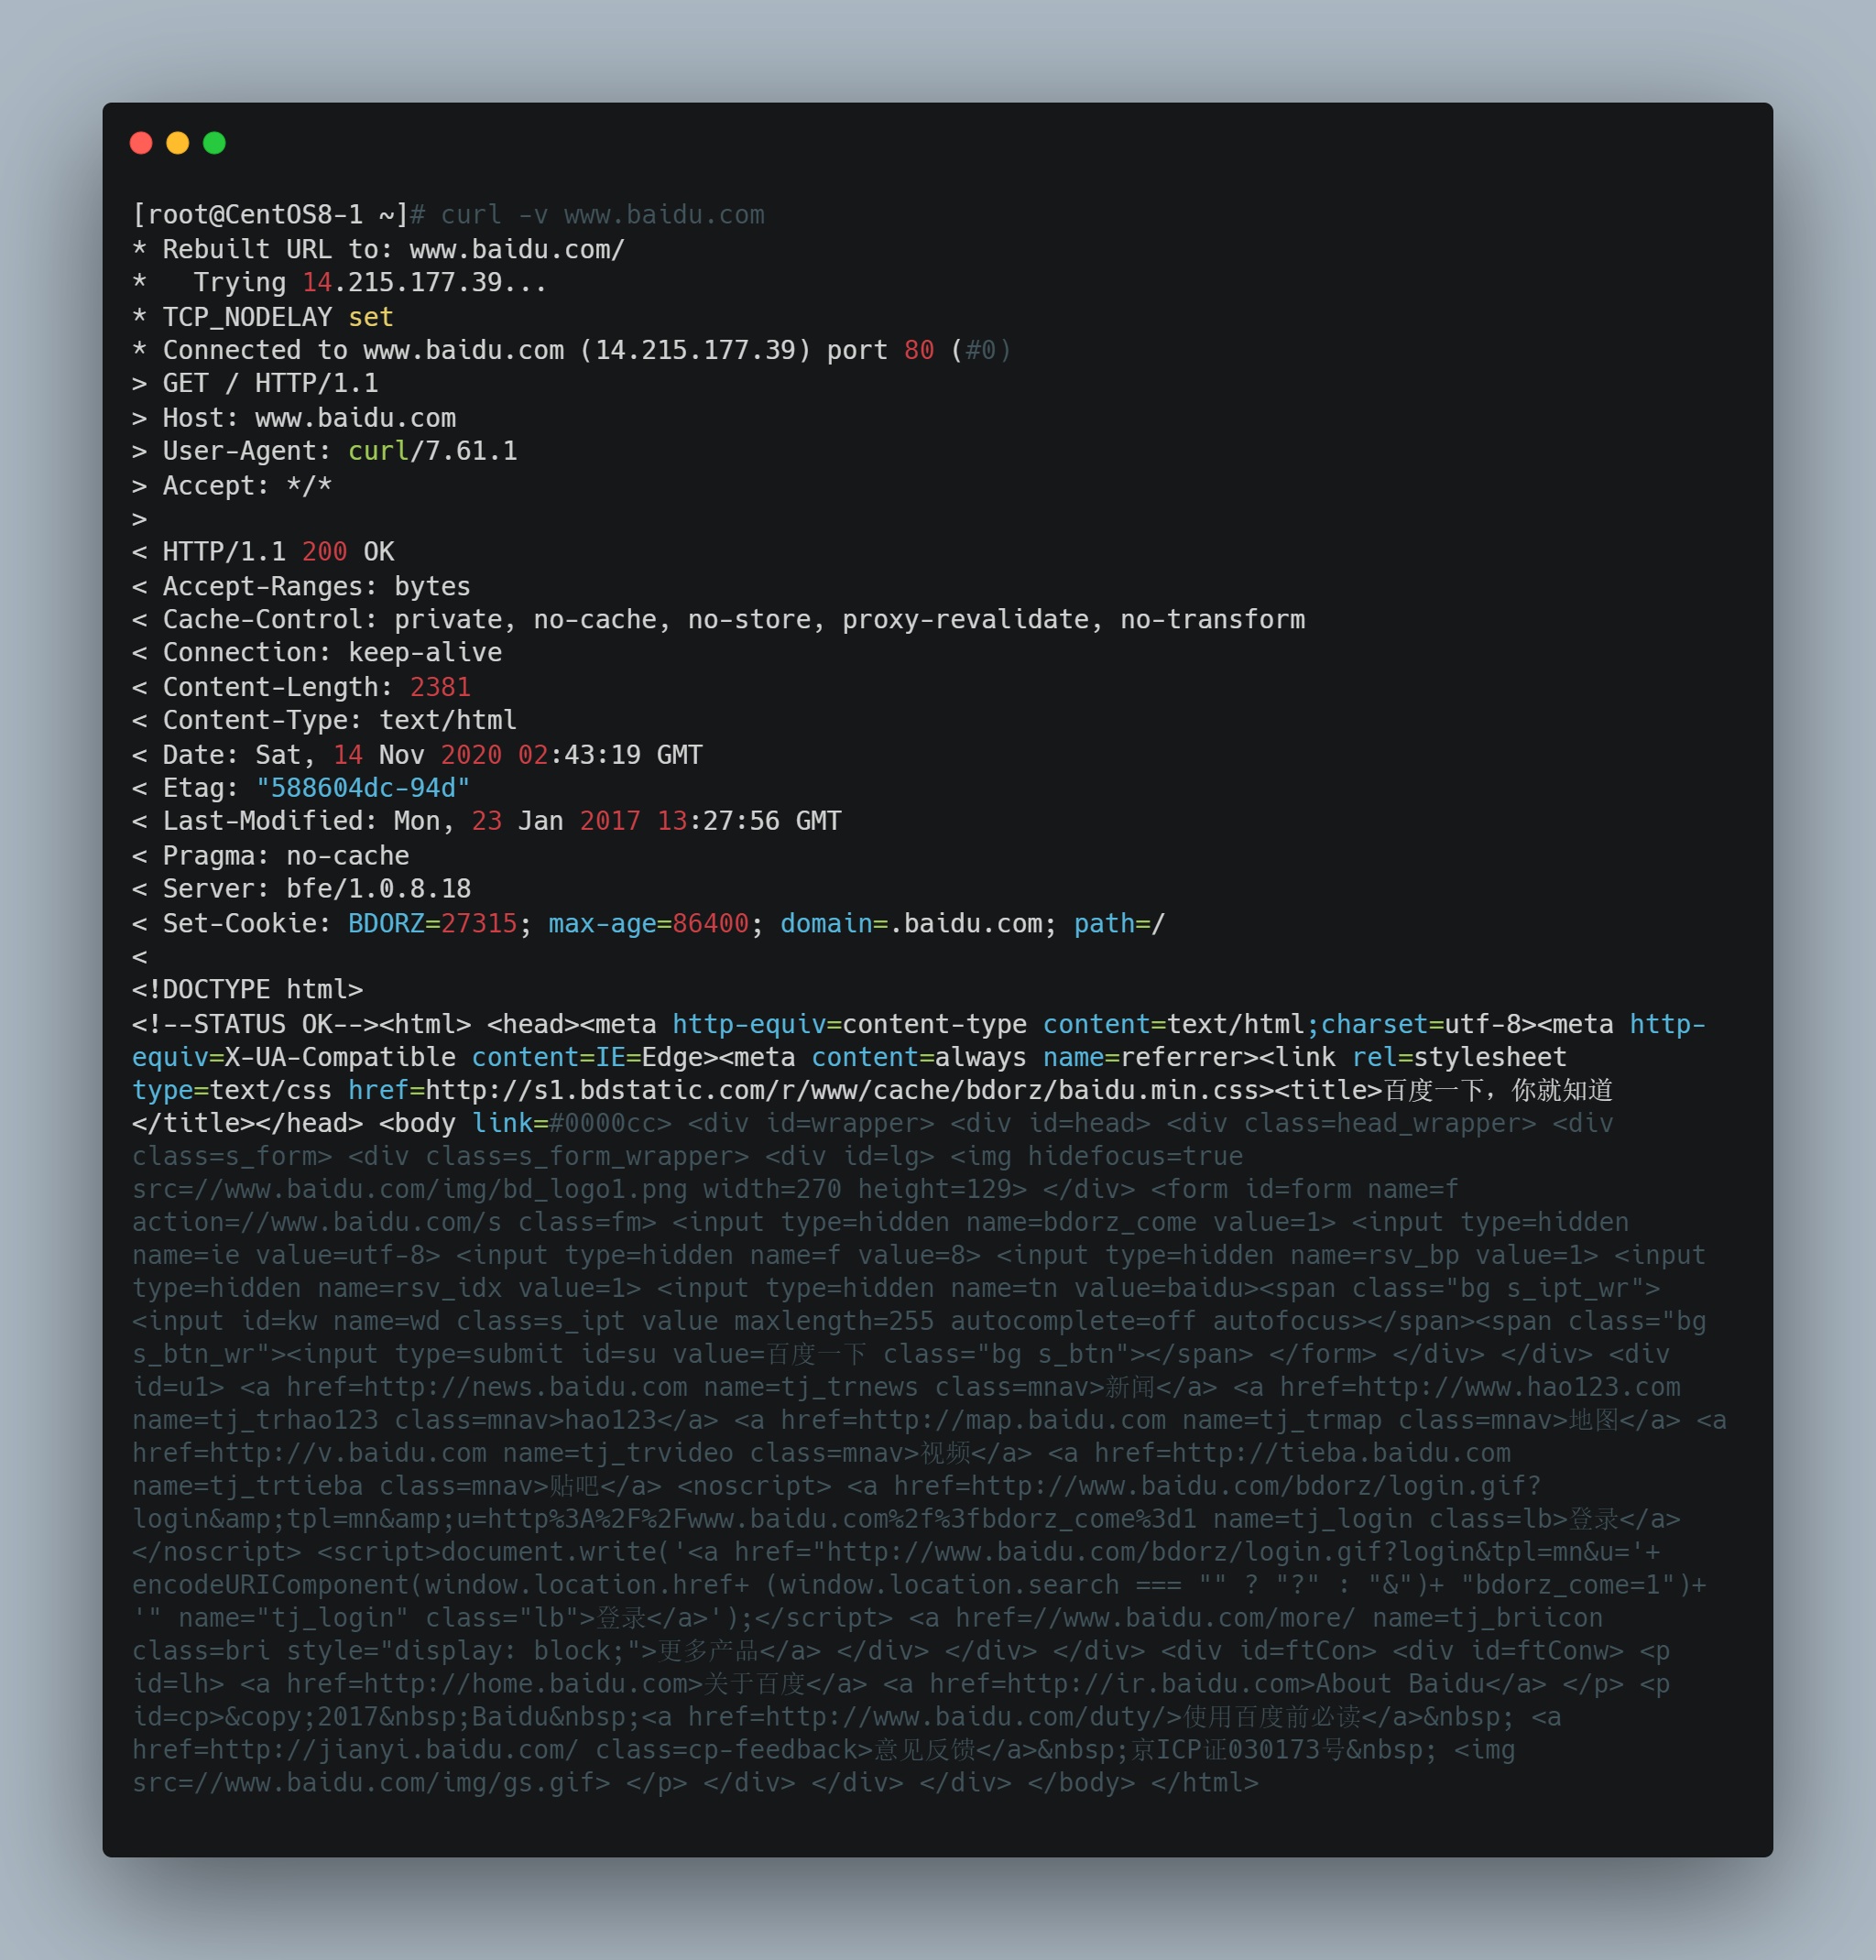 [root@CentOS8-1 ~]# curl -v www.baidu.com
* Rebuilt URL to: www.baidu.com/
*   Trying 14.215.177.39...
* TCP_NODELAY set
* Connected to www.baidu.com (14.215.177.39) port 80 (#0)
> GET / HTTP/1.1
> Host: www.baidu.com
> User-Agent: curl/7.61.1
> Accept: */*
>
< HTTP/1.1 200 OK
< Accept-Ranges: bytes
< Cache-Control: private, no-cache, no-store, proxy-revalidate, no-transform
< Connection: keep-alive
< Content-Length: 2381
< Content-Type: text/html
< Date: Sat, 14 Nov 2020 02:43:19 GMT
< Etag: "588604dc-94d"
< Last-Modified: Mon, 23 Jan 2017 13:27:56 GMT
< Pragma: no-cache
< Server: bfe/1.0.8.18
< Set-Cookie: BDORZ=27315; max-age=86400; domain=.baidu.com; path=/
<
<!DOCTYPE html>
<!--STATUS OK--><html> <head><meta http-equiv=content-type content=text/html;charset=utf-8><meta http-
equiv=X-UA-Compatible content=IE=Edge><meta content=always name=referrer><link rel=stylesheet
type=text/css href=http://s1.bdstatic.com/r/www/cache/bdorz/baidu.min.css><title>百度一下，你就知道
</title></head> <body link=#0000cc> <div id=wrapper> <div id=head> <div class=head_wrapper> <div
class=s_form> <div class=s_form_wrapper> <div id=lg> <img hidefocus=true
src=//www.baidu.com/img/bd_logo1.png width=270 height=129> </div> <form id=form name=f
action=//www.baidu.com/s class=fm> <input type=hidden name=bdorz_come value=1> <input type=hidden
name=ie value=utf-8> <input type=hidden name=f value=8> <input type=hidden name=rsv_bp value=1> <input
type=hidden name=rsv_idx value=1> <input type=hidden name=tn value=baidu><span class="bg s_ipt_wr">
<input id=kw name=wd class=s_ipt value maxlength=255 autocomplete=off autofocus></span><span class="bg
s_btn_wr"><input type=submit id=su value=百度一下 class="bg s_btn"></span> </form> </div> </div> <div
id=u1> <a href=http://news.baidu.com name=tj_trnews class=mnav>新闻</a> <a href=http://www.hao123.com
name=tj_trhao123 class=mnav>hao123</a> <a href=http://map.baidu.com name=tj_trmap class=mnav>地图</a> <a
href=http://v.baidu.com name=tj_trvideo class=mnav>视频</a> <a href=http://tieba.baidu.com
name=tj_trtieba class=mnav>贴吧</a> <noscript> <a href=http://www.baidu.com/bdorz/login.gif?
login&amp;tpl=mn&amp;u=http%3A%2F%2Fwww.baidu.com%2f%3fbdorz_come%3d1 name=tj_login class=lb>登录</a>
</noscript> <script>document.write('<a href="http://www.baidu.com/bdorz/login.gif?login&tpl=mn&u='+
encodeURIComponent(window.location.href+ (window.location.search === "" ? "?" : "&")+ "bdorz_come=1")+
'" name="tj_login" class="lb">登录</a>');</script> <a href=//www.baidu.com/more/ name=tj_briicon
class=bri style="display: block;">更多产品</a> </div> </div> </div> <div id=ftCon> <div id=ftConw> <p
id=lh> <a href=http://home.baidu.com>关于百度</a> <a href=http://ir.baidu.com>About Baidu</a> </p> <p
id=cp>&copy;2017&nbsp;Baidu&nbsp;<a href=http://www.baidu.com/duty/>使用百度前必读</a>&nbsp; <a
href=http://jianyi.baidu.com/ class=cp-feedback>意见反馈</a>&nbsp;京ICP证030173号&nbsp; <img
src=//www.baidu.com/img/gs.gif> </p> </div> </div> </div> </body> </html>